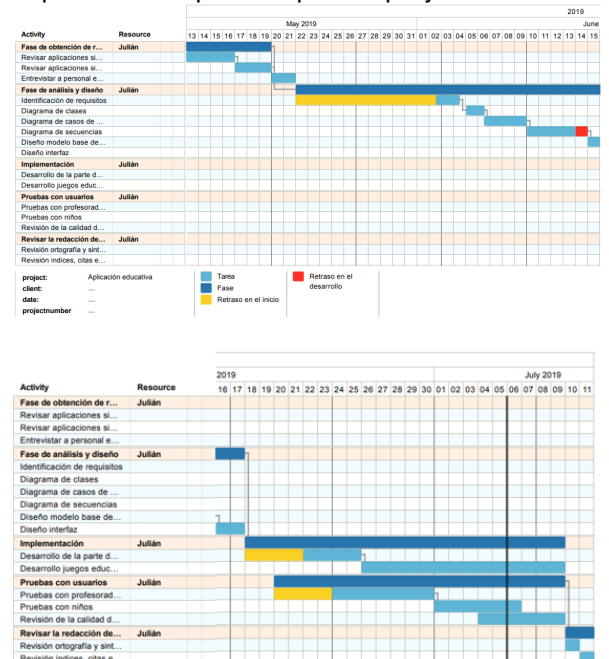 2019
May 2019 June
Activity Resource 13 14 15 16 17 18 19 20 21 22 23 24 25 26 27 28 29 30 31 01 02 03 04 05 06 07 08 09 10 11 12 13 14 15
Fase de obtención de r... Julián
Revisar aplicaciones si...
Revisar aplicaciones si...
Entrevistar a personal e...
Fase de análisis y diseño Julián
Identificación de requisitos
Diagrama de clases
Diagrama de casos de ...
Diagrama de secuencias
Diseño modelo base de...
Diseño interfaz
Implementación Julián
Desarrollo de la parte d...
Desarrollo juegos educ...
Pruebas con usuarios Julián
Pruebas con profesorad...
Pruebas con niños
Revisión de la calidad d...
Revisar la redacción de... Julián
Revisión ortografía y sint...
Revisión indices, citas e...
project: Aplicación educativa
client: ....
date: ....
projectnumber ....
Tarea
Fase
Retraso en el inicio
Retraso en el
desarrollo
2019
July 2019
Activity Resource 16 17 18 19 20 21 22 23 24 25 26 27 28 29 30 01 02 03 04 05 06 07 08 09 10 11
Fase de obtención de r... Julián
Revisar aplicaciones si...
Revisar aplicaciones si...
Entrevistar a personal e...
Fase de análisis y diseño Julián
Identificación de requisitos
Diagrama de clases
Diagrama de casos de ...
Diagrama de secuencias
Diseño modelo base de...
Diseño interfaz
Implementación Julián
Desarrollo de la parte d...
Desarrollo juegos educ...
Pruebas con usuarios Julián
Pruebas con profesorad...
Pruebas con niños
Revisión de la calidad d...
Revisar la redacción de... Julián
Revisión ortografía y sint...
Revisión indices, citas e...